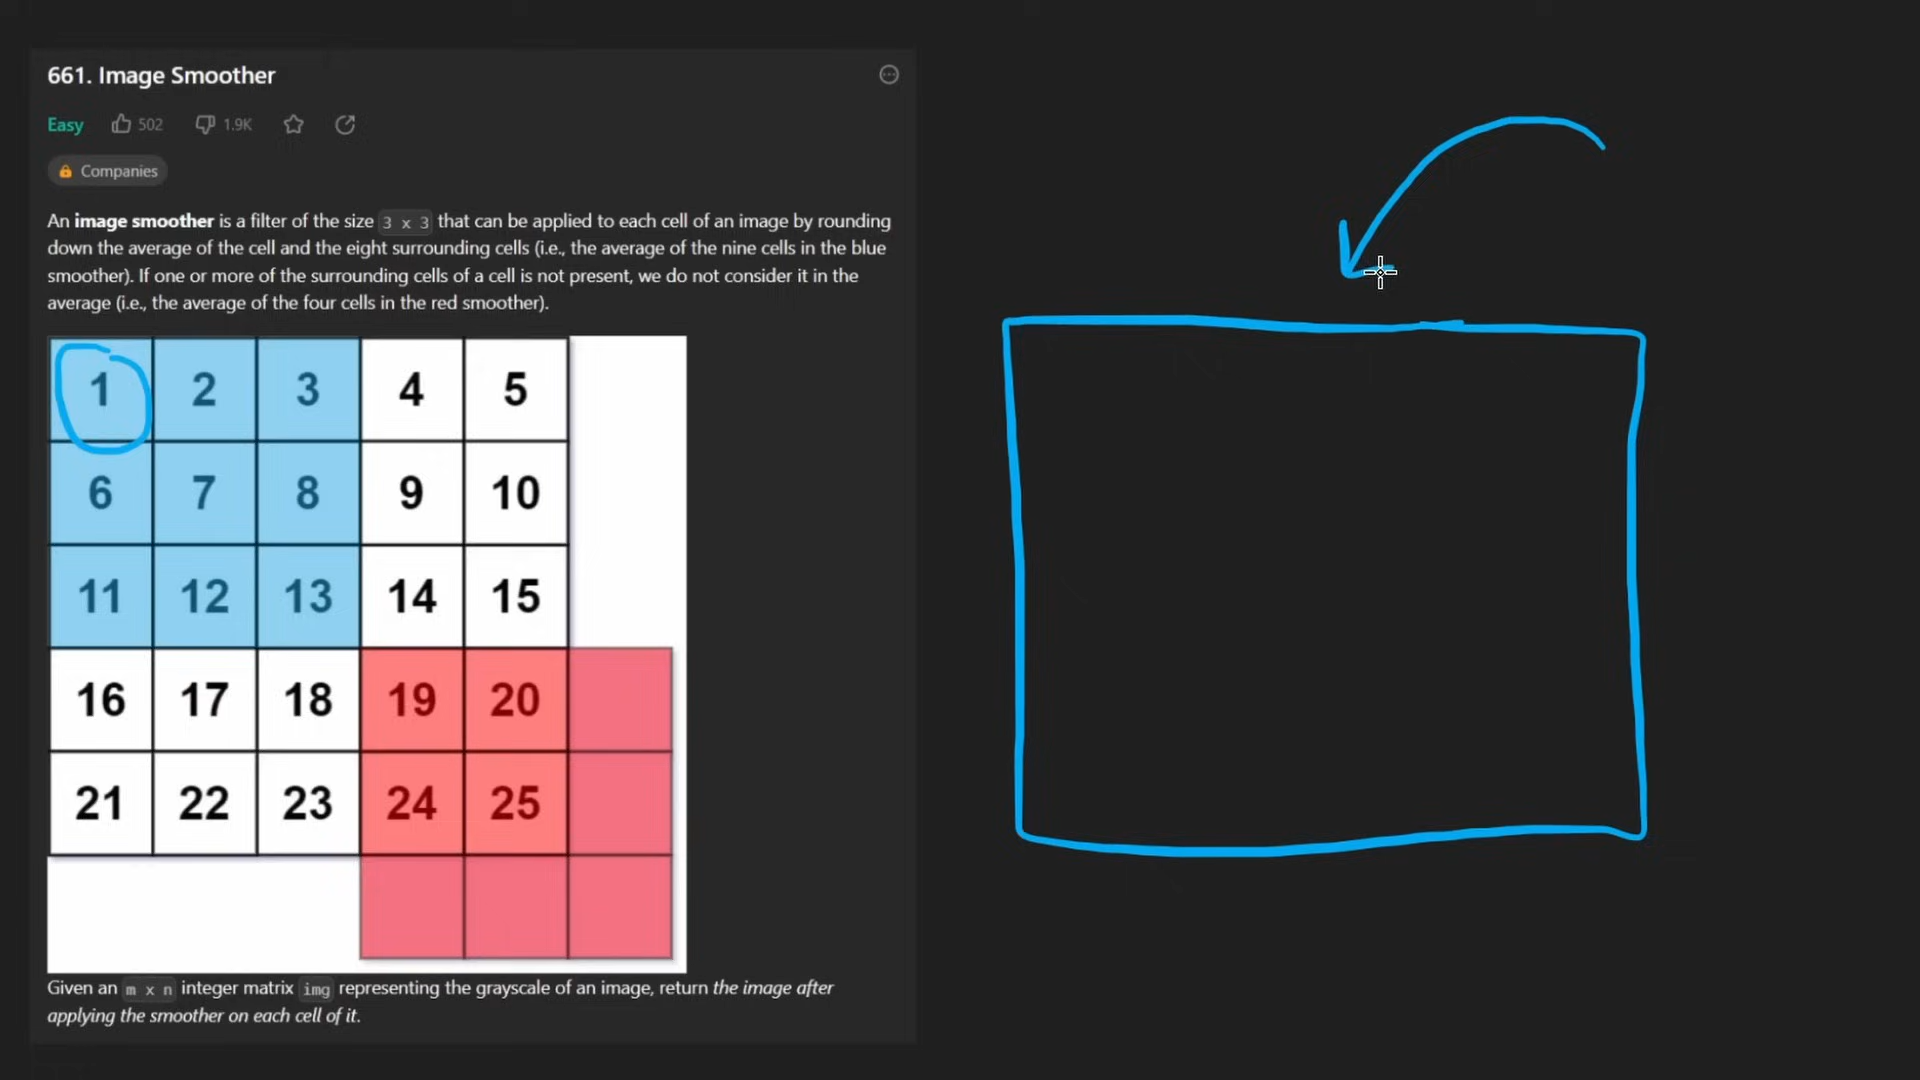 661. Image Smoother
Easy 502 1.9K
Companies
An image smoother is a filter of the size 3 x 3 that can be applied to each cell of an image by rounding
down the average of the cell and the eight surrounding cells (i.e., the average of the nine cells in the blue
smoother). If one or more of the surrounding cells of a cell is not present, we do not consider it in the
average (i.e., the average of the four cells in the red smoother).
1 2 3 4 5
6 7 8 9 10
11 12 13 14 15
16 17 18 19 20
21 22 23 24 25
Given an m x n integer matrix img representing the grayscale of an image, return the image after
applying the smoother on each cell of it.